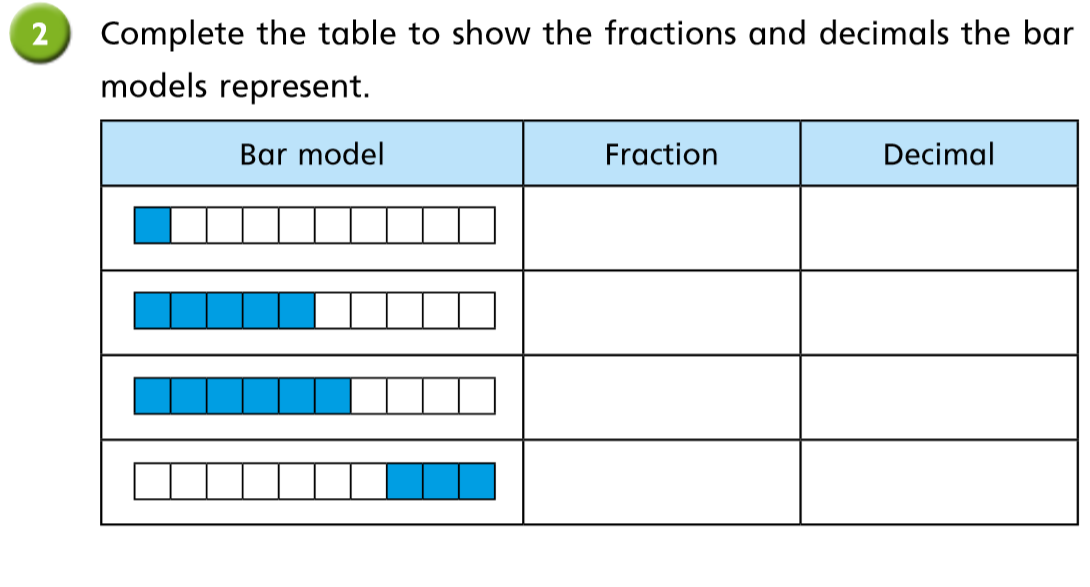 2 Complete the table to show the fractions and decimals the bar
models represent.
Bar model Fraction Decimal